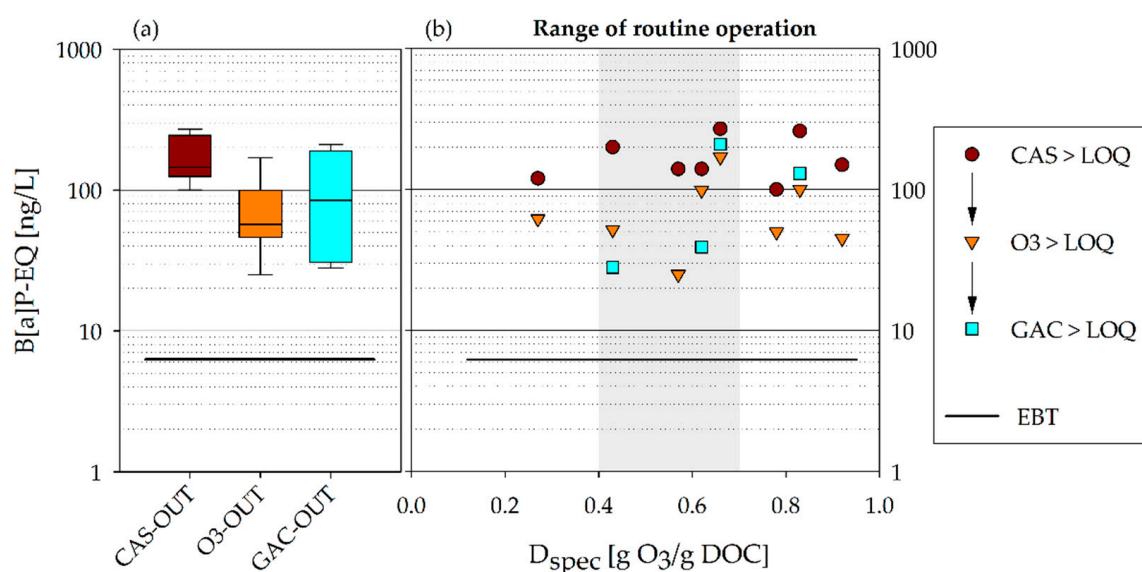 (a)
(b)
Range of routine operation
1000
100
10
1
B[a]P-EQ [ng/L]
CAS-OUT
O3-OUT
GAC-OUT
1000
100
10
1
0.0 0.2 0.4 0.6 0.8 1.0
Dspec [g O3/g DOC]
CAS > LOQ
O3 > LOQ
GAC > LOQ
EBT